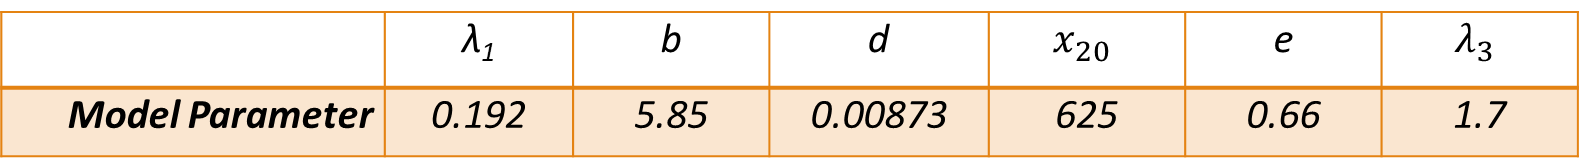 λ₁ b d x₂₀ e λ₃
Model Parameter 0.192 5.85 0.00873 625 0.66 1.7